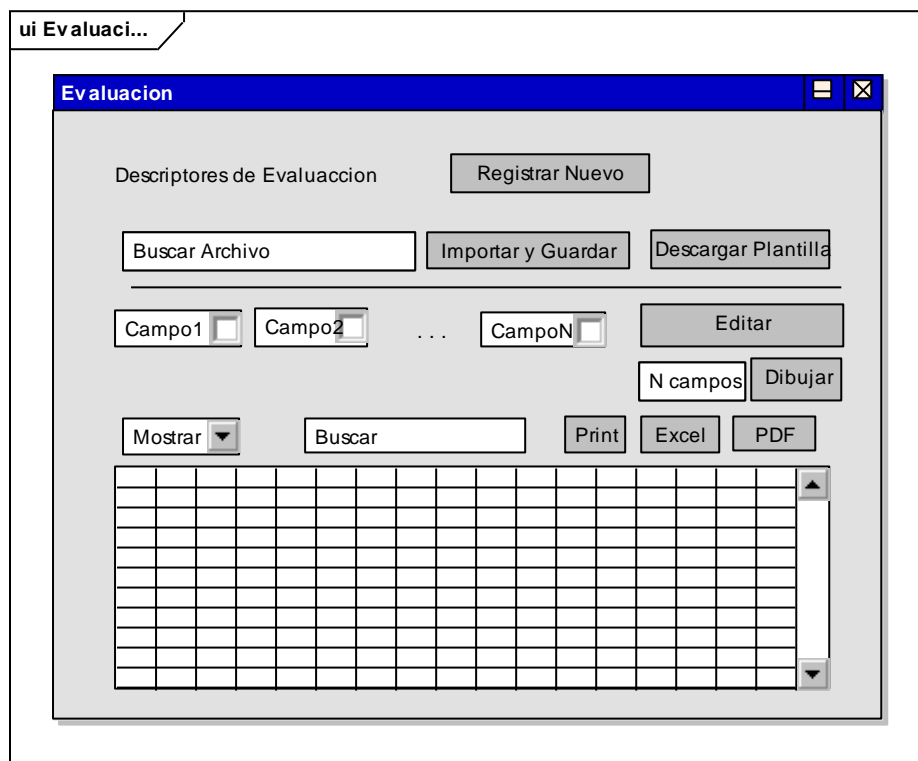 ui Evaluaci...
Evaluacion
Descriptores de Evaluaccion
Registrar Nuevo
Buscar Archivo
Importar y Guardar
Descargar Plantilla
Campo1
Campo2
. . .
CampoN
Editar
N campos
Dibujar
Mostrar
Buscar
Print
Excel
PDF